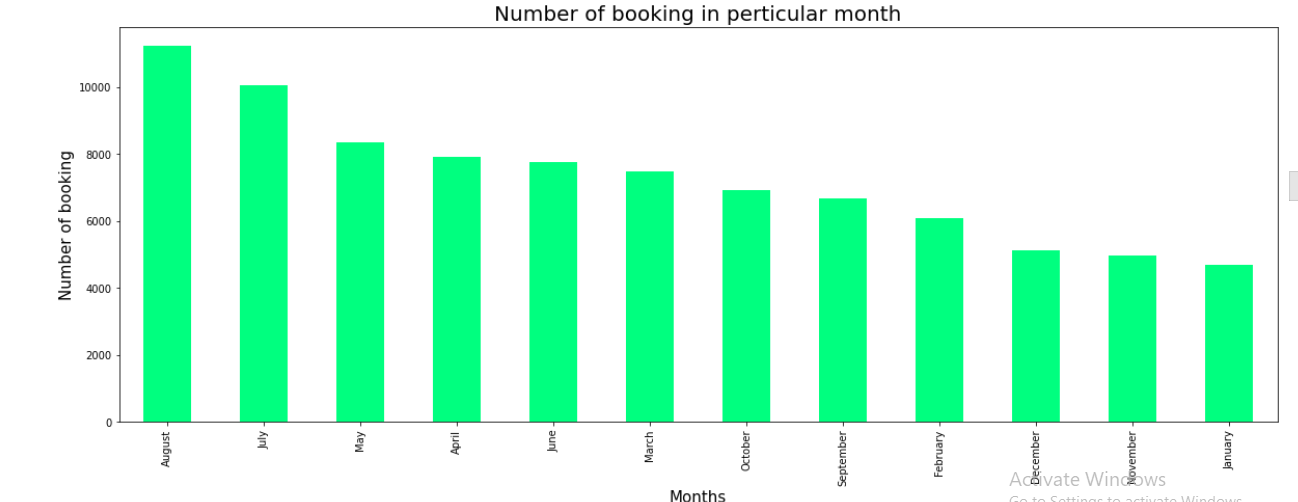 Number of booking in perticular month
Number of booking
10000
8000
6000
4000
2000
0
August
July
May
April
June
March
October
September
February
December
November
January
Months
Activate Windows
Go to Settings to activate Windows.